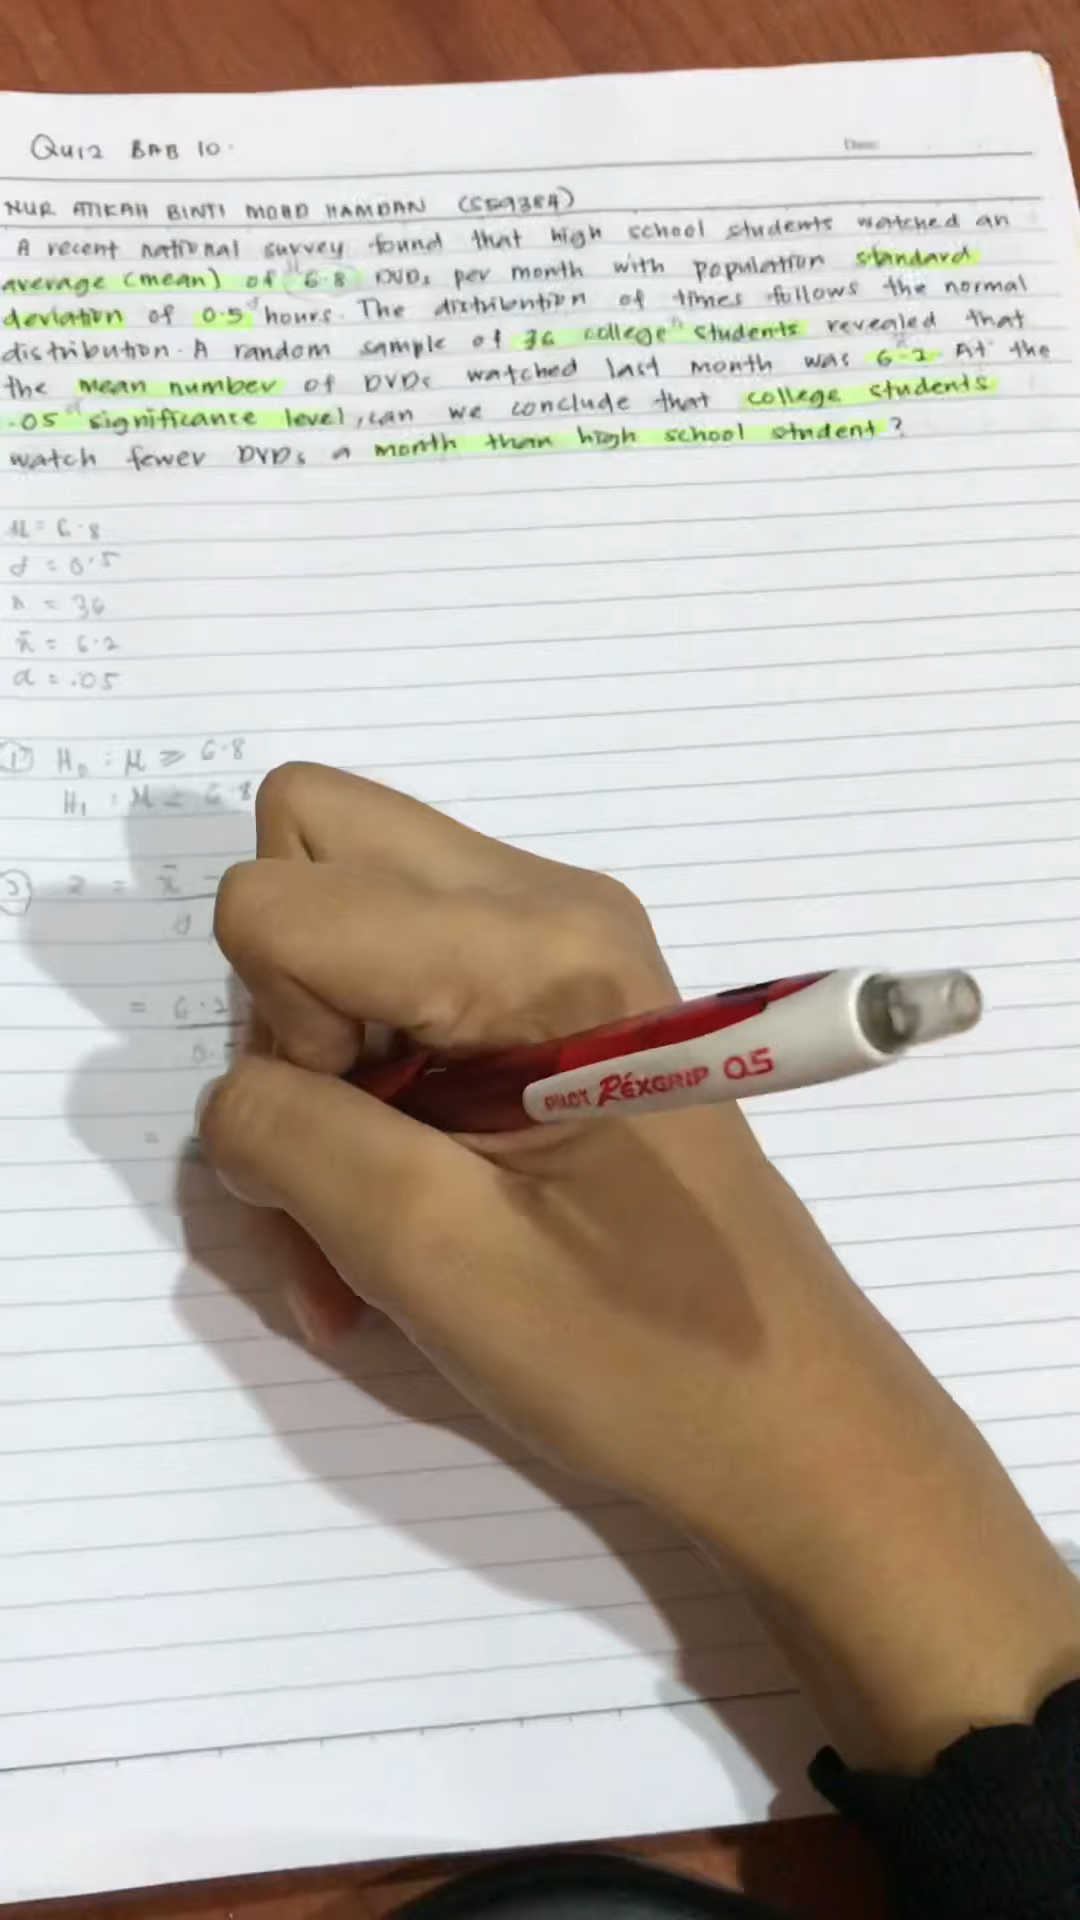 QUIZ BAB 10.
Date:
NUR ATIKAH BINTI MOHD HAMDAN (S59384)
A recent national survey found that high school students watched an
average (mean) of 6.8 DVDs per month with population standard
deviation of 0.5 hours. The distribution of times follows the normal
distribution. A random sample of 36 college students revealed that
the mean number of DVDs watched last month was 6.2 At the
.05 significance level, can we conclude that college students
watch fewer DVDs a month than high school student?
μ = 6.8
σ = 0.5
n = 36
x̄ = 6.2
α = .05
① H₀ : μ ≥ 6.8
H₁ : μ < 6.8
z = x̄ -
σ
= 6.2
0.5
=
PILOT RéxGRIP 0.5